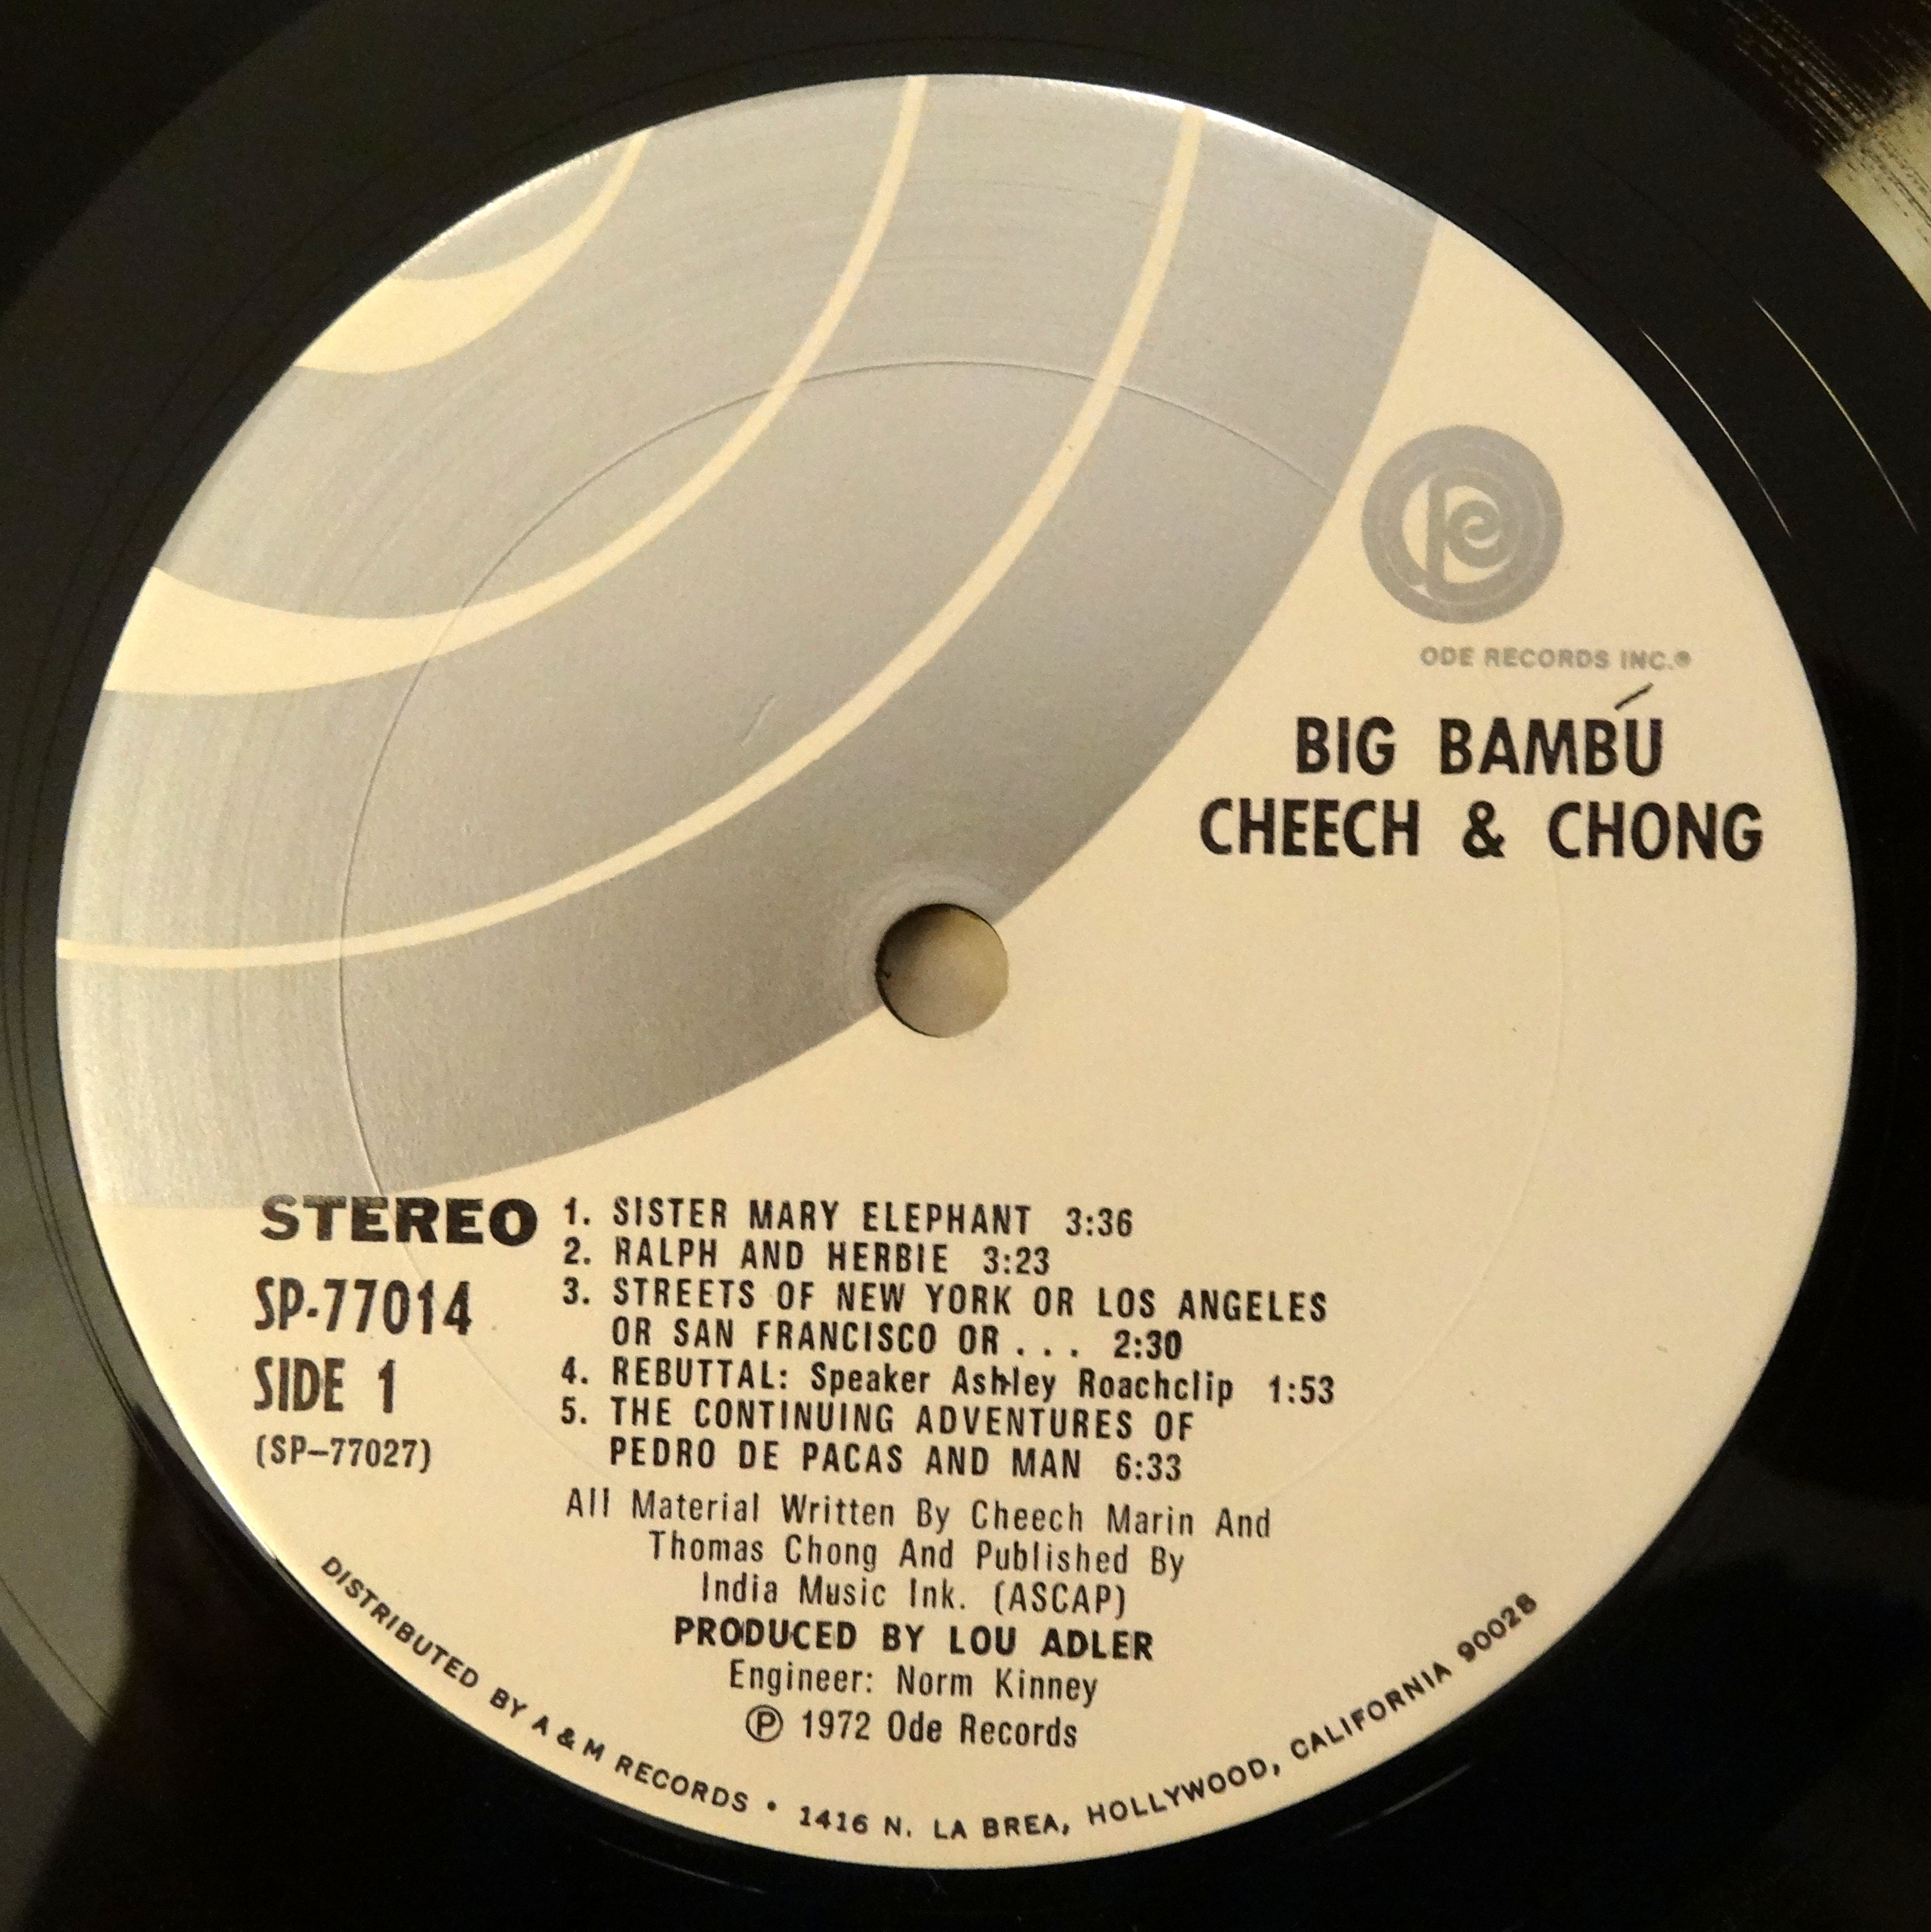 ODE RECORDS INC.®
BIG BAMBÚ
CHEECH & CHONG
STEREO
SP-77014
SIDE 1
(SP-77027)
1. SISTER MARY ELEPHANT 3:36
2. RALPH AND HERBIE 3:23
3. STREETS OF NEW YORK OR LOS ANGELES
OR SAN FRANCISCO OR . . . 2:30
4. REBUTTAL: Speaker Ashley Roachclip 1:53
5. THE CONTINUING ADVENTURES OF
PEDRO DE PACAS AND MAN 6:33
All Material Written By Cheech Marin And
Thomas Chong And Published By
India Music Ink. (ASCAP)
PRODUCED BY LOU ADLER
Engineer: Norm Kinney
℗ 1972 Ode Records
DISTRIBUTED BY A & M RECORDS • 1416 N. LA BREA, HOLLYWOOD, CALIFORNIA 90028